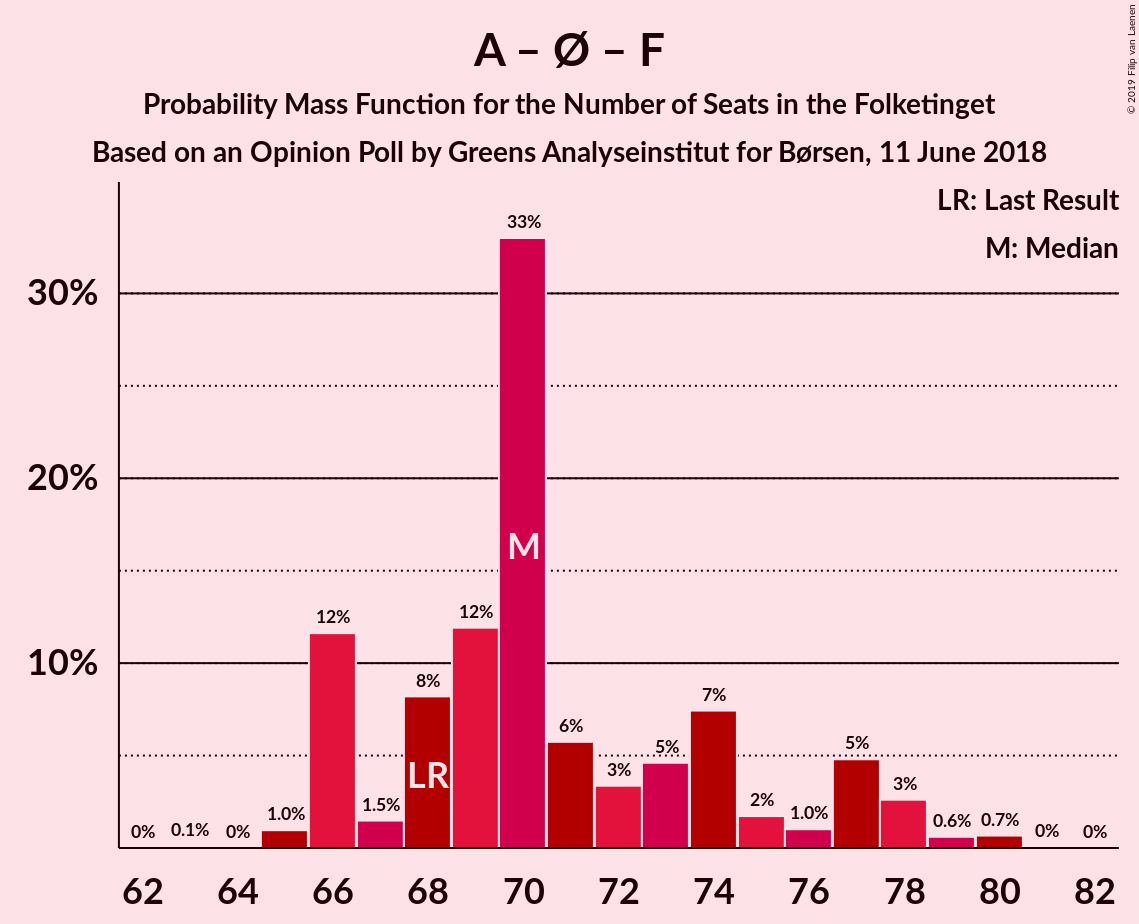 A – Ø – F
Probability Mass Function for the Number of Seats in the Folketinget
Based on an Opinion Poll by Greens Analyseinstitut for Børsen, 11 June 2018
© 2019 Filip van Laenen
LR: Last Result
M: Median
30%
20%
10%
0%
0.1%
0%
1.0%
12%
1.5%
8%
12%
33%
6%
3%
5%
7%
2%
1.0%
5%
3%
0.6%
0.7%
0%
0%
LR
M
62 64 66 68 70 72 74 76 78 80 82